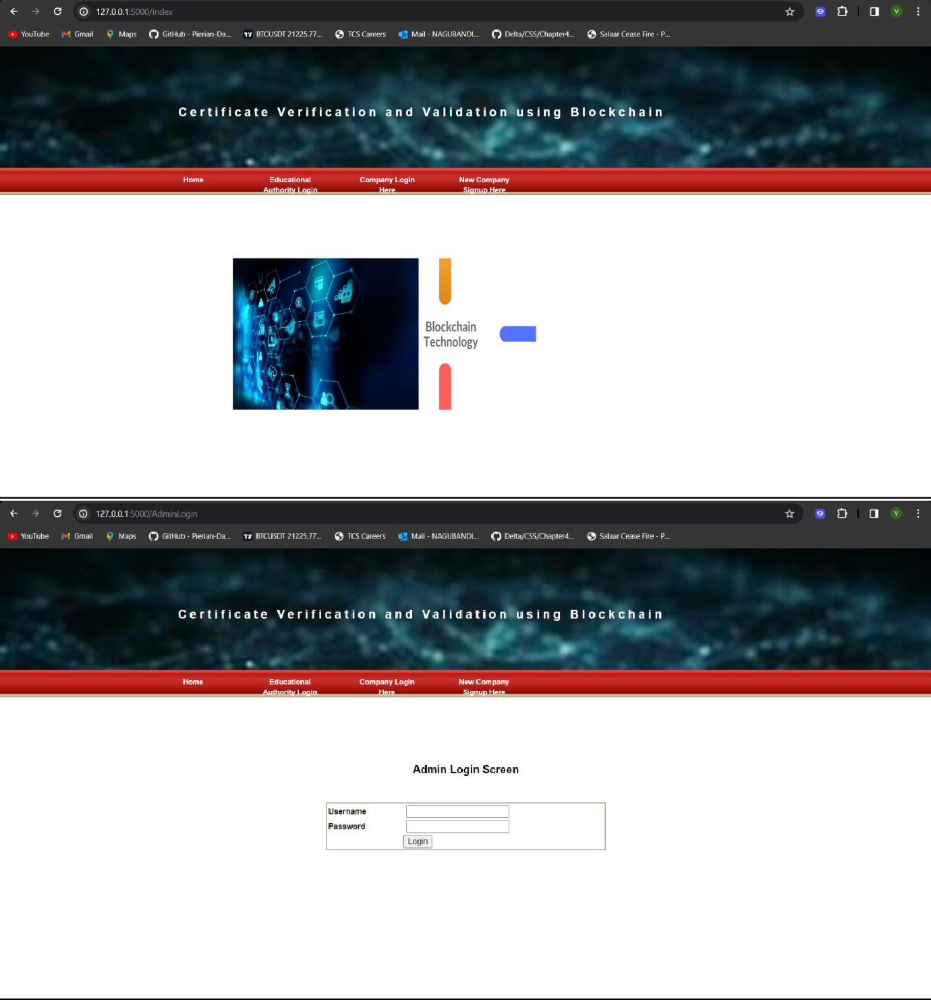 127.0.0.1:5000/index
YouTube Gmail Maps GitHub - Pierian-Da... BTCUSDT 21225.77... TCS Careers Mail - NAGUBANDI... Delta/CSS/Chapter4... Salaar Cease Fire - P...
V
Certificate Verification and Validation using Blockchain
Home
Educational
Authority Login
Company Login
Here
New Company
Signup Here
Blockchain
Technology
127.0.0.1:5000/AdminLogin
V
YouTube Gmail Maps GitHub - Pierian-Da... BTCUSDT 21225.77... TCS Careers Mail - NAGUBANDI... Delta/CSS/Chapter4... Salaar Cease Fire - P...
Certificate Verification and Validation using Blockchain
Home
Educational
Authority Login
Company Login
Here
New Company
Signup Here
Admin Login Screen
Username
Password
Login